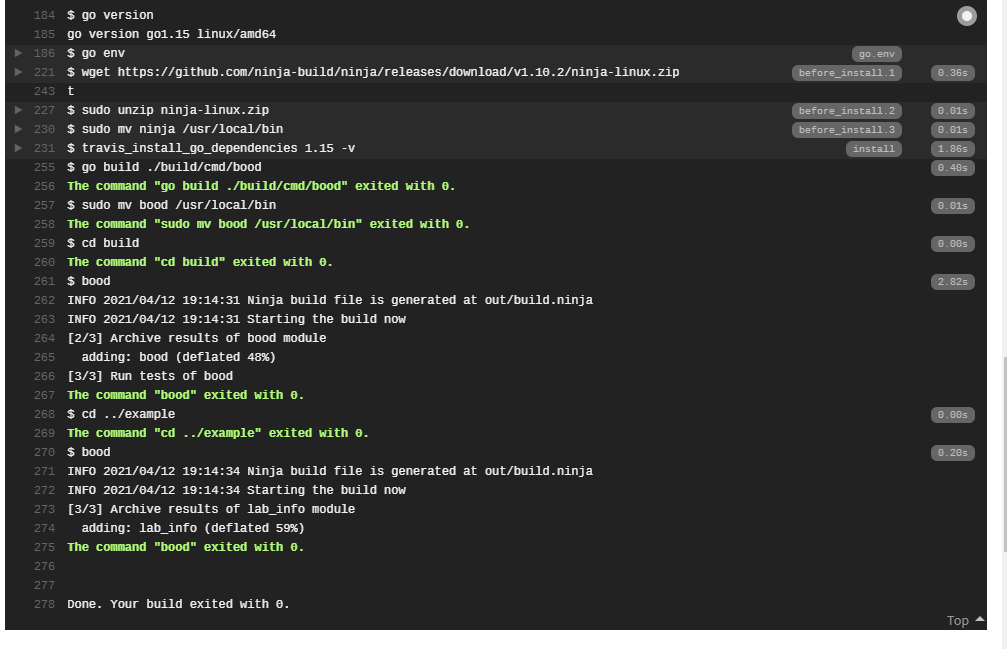 184 $ go version
185 go version go1.15 linux/amd64
186 $ go env go.env
221 $ wget https://github.com/ninja-build/ninja/releases/download/v1.10.2/ninja-linux.zip before_install.1 0.36s
243 t
227 $ sudo unzip ninja-linux.zip before_install.2 0.01s
230 $ sudo mv ninja /usr/local/bin before_install.3 0.01s
231 $ travis_install_go_dependencies 1.15 -v install 1.86s
255 $ go build ./build/cmd/bood 0.40s
256 The command "go build ./build/cmd/bood" exited with 0.
257 $ sudo mv bood /usr/local/bin 0.01s
258 The command "sudo mv bood /usr/local/bin" exited with 0.
259 $ cd build 0.00s
260 The command "cd build" exited with 0.
261 $ bood 2.82s
262 INFO 2021/04/12 19:14:31 Ninja build file is generated at out/build.ninja
263 INFO 2021/04/12 19:14:31 Starting the build now
264 [2/3] Archive results of bood module
265 adding: bood (deflated 48%)
266 [3/3] Run tests of bood
267 The command "bood" exited with 0.
268 $ cd ../example 0.00s
269 The command "cd ../example" exited with 0.
270 $ bood 0.20s
271 INFO 2021/04/12 19:14:34 Ninja build file is generated at out/build.ninja
272 INFO 2021/04/12 19:14:34 Starting the build now
273 [3/3] Archive results of lab_info module
274 adding: lab_info (deflated 59%)
275 The command "bood" exited with 0.
276
277
278 Done. Your build exited with 0.
Top